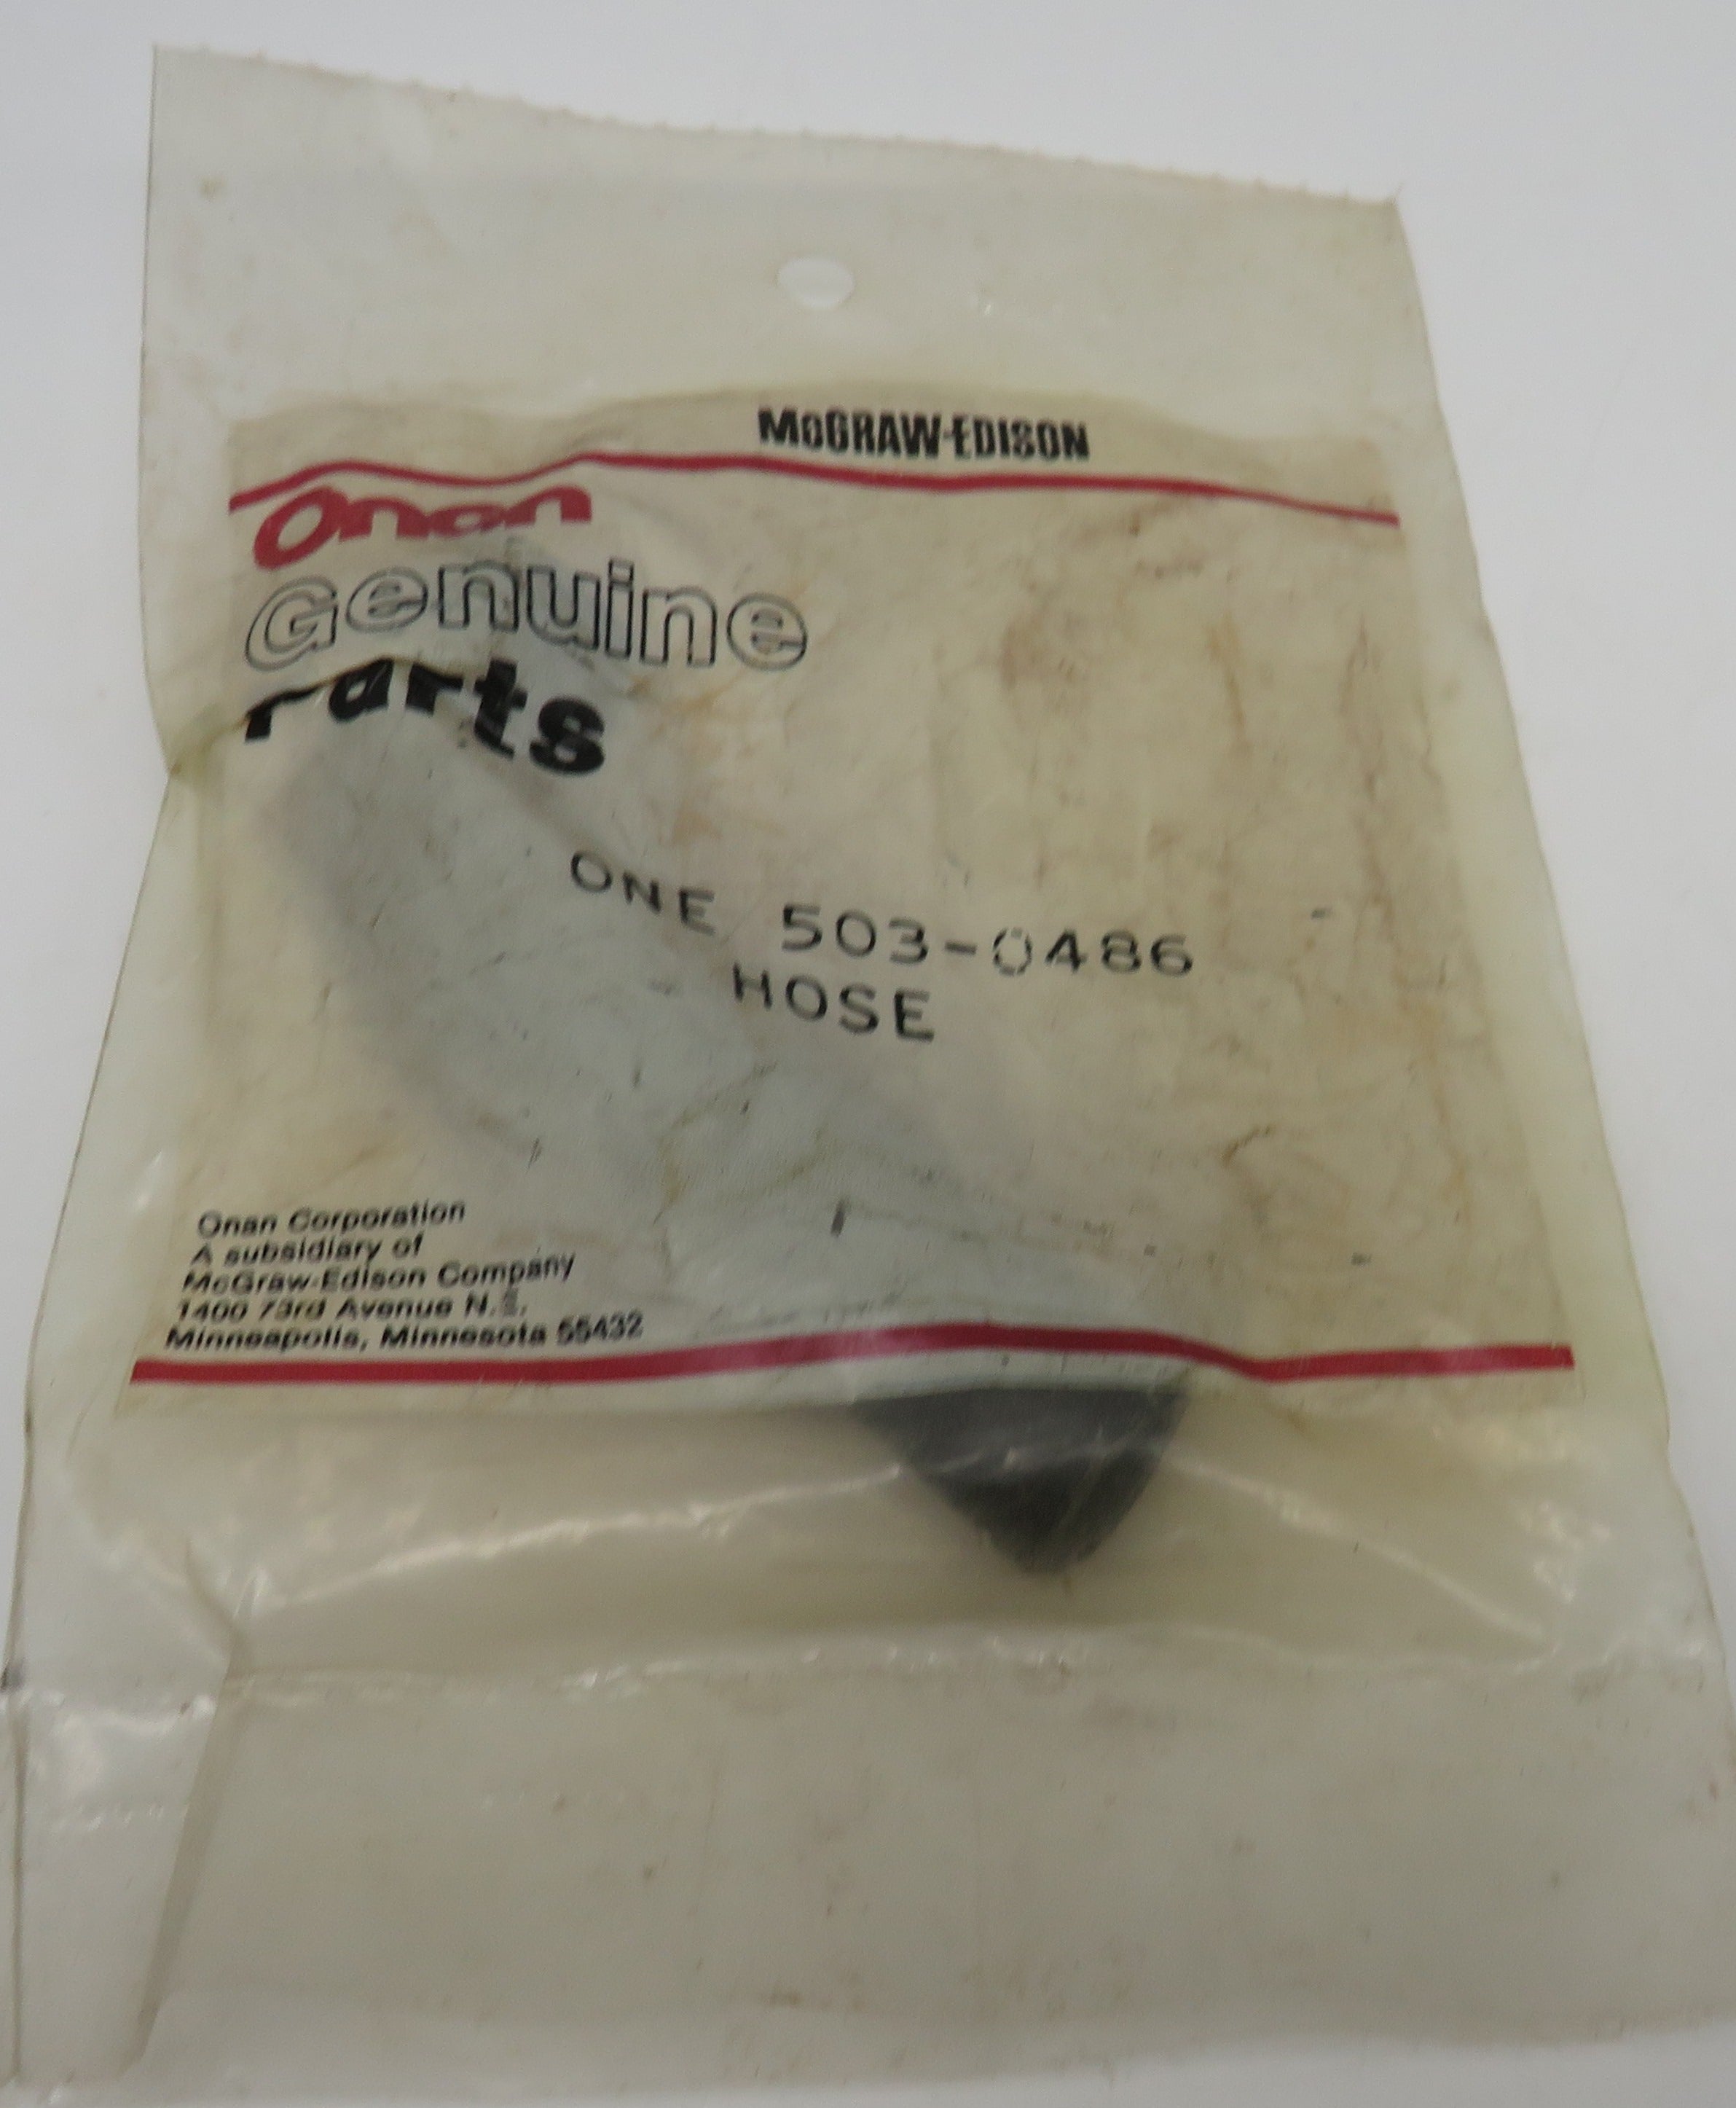 McGRAW-EDISON
Onan
Genuine
Parts
ONE 503-0486
HOSE
Onan Corporation
A subsidiary of
McGraw-Edison Company
1400 73rd Avenue N.E.
Minneapolis, Minnesota 55432